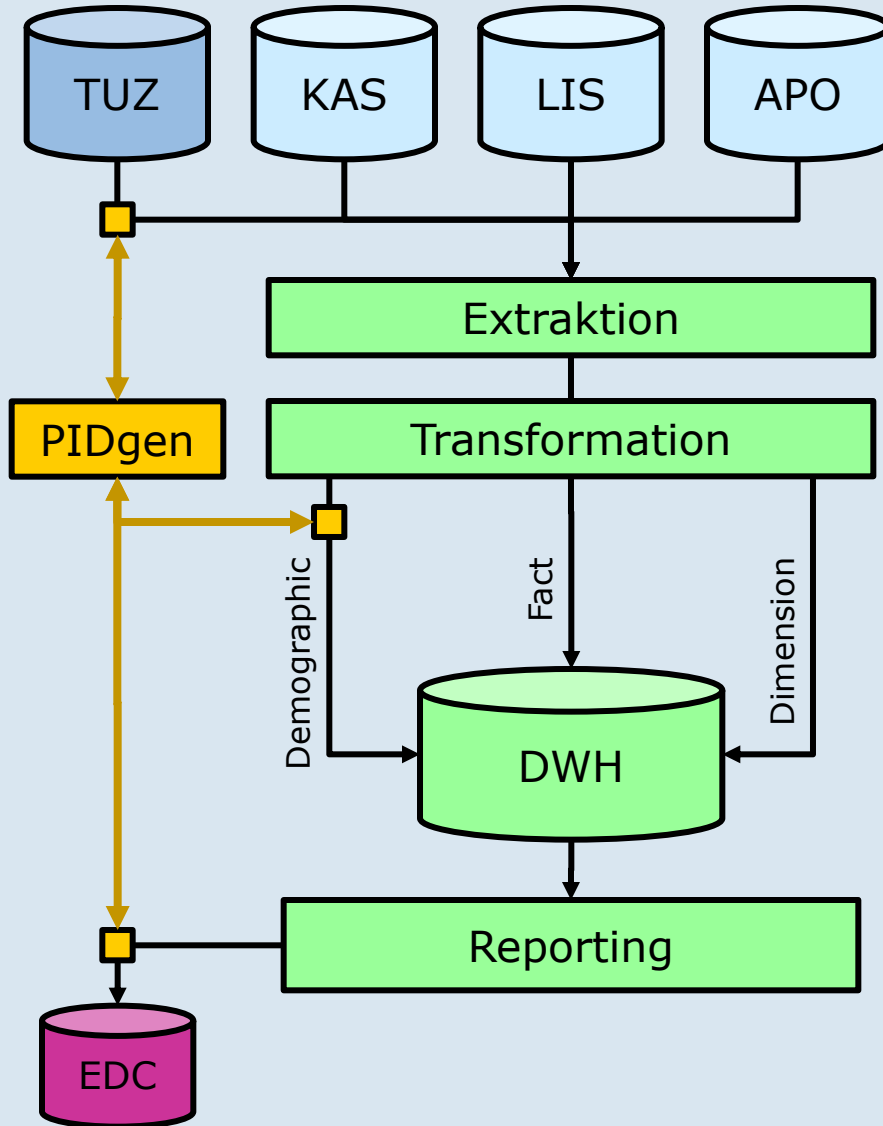 TUZ
KAS
LIS
APO
Extraktion
PIDgen
Transformation
Demographic
Fact
Dimension
DWH
Reporting
EDC